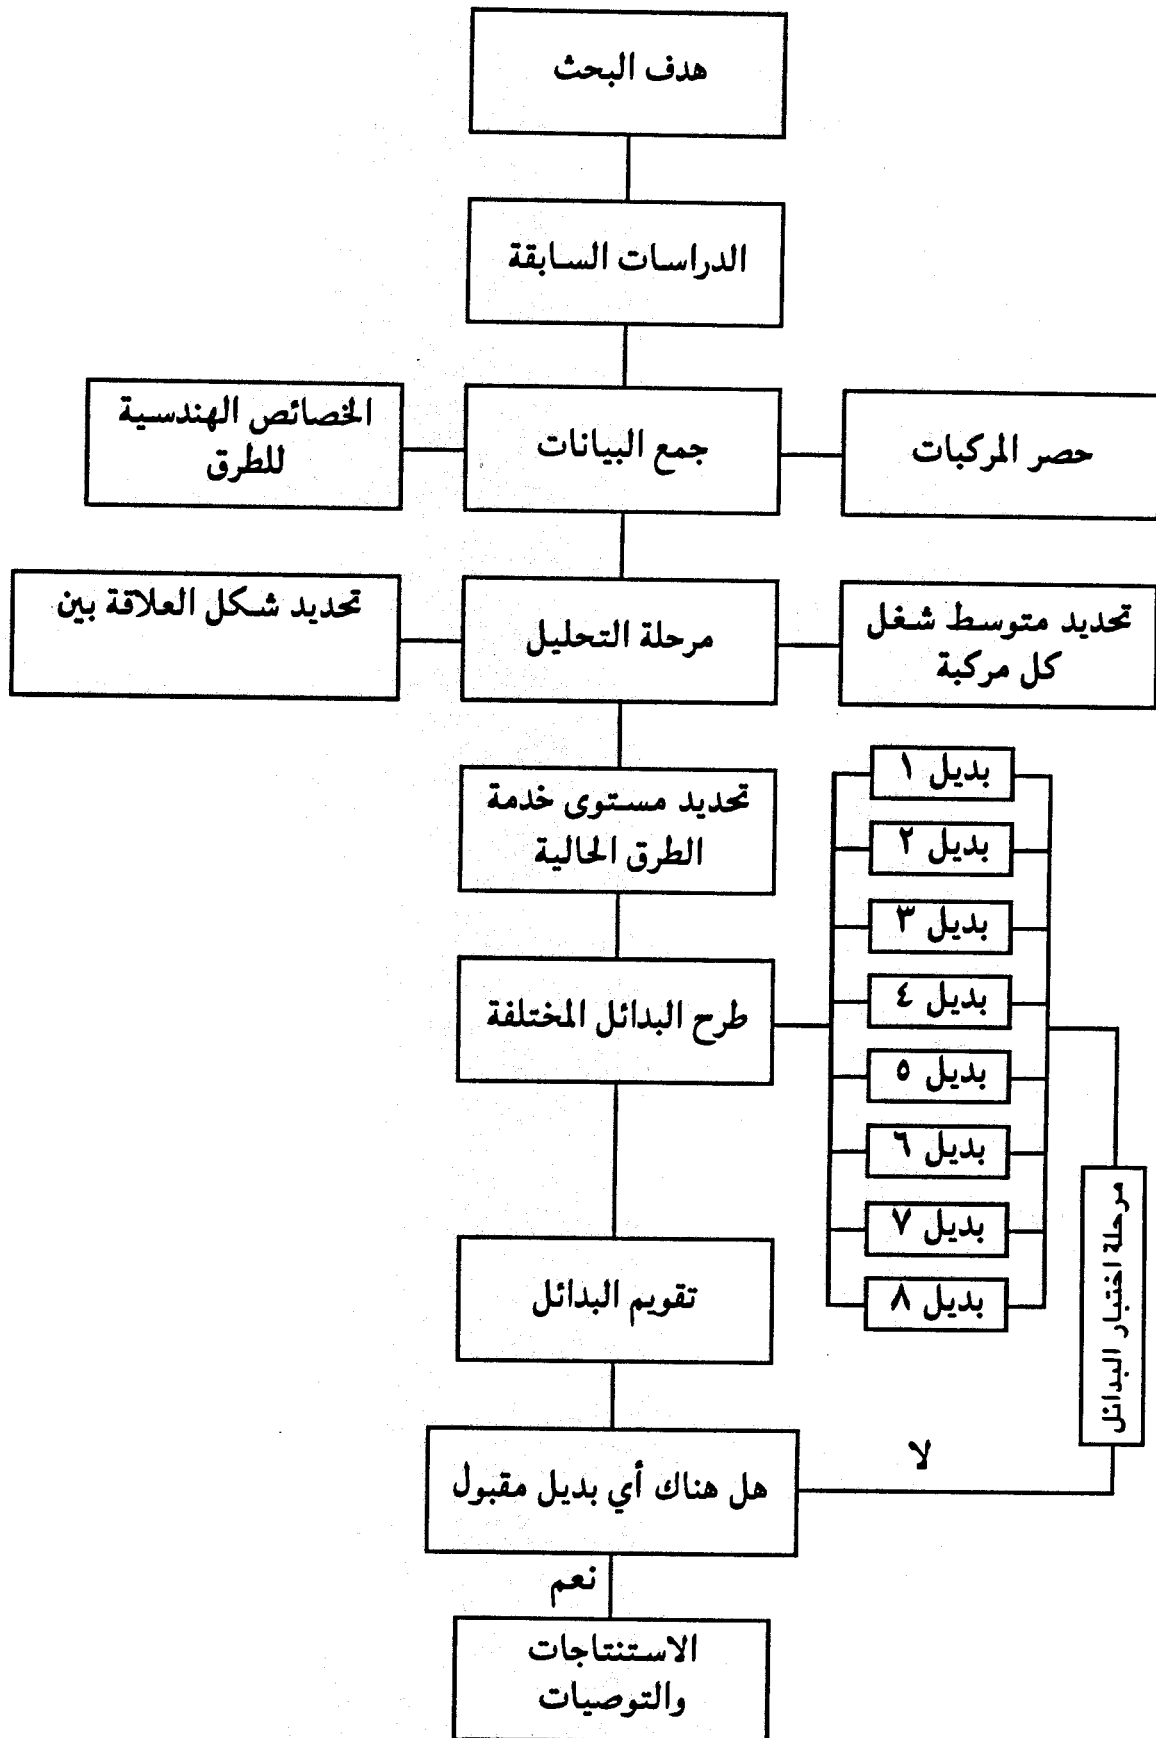 هدف البحث
الدراسات السابقة
حصر المركبات
جمع البيانات
الخصائص الهندسية
للطرق
تحديد متوسط شغل
كل مركبة
مرحلة التحليل
تحديد شكل العلاقة بين
تحديد مستوى خدمة
الطرق الحالية
بديل ١
بديل ٢
بديل ٣
بديل ٤
بديل ٥
بديل ٦
بديل ٧
بديل ٨
طرح البدائل المختلفة
مرحلة اختبار البدائل
تقويم البدائل
لا
هل هناك أي بديل مقبول
نعم
الاستنتاجات
والتوصيات